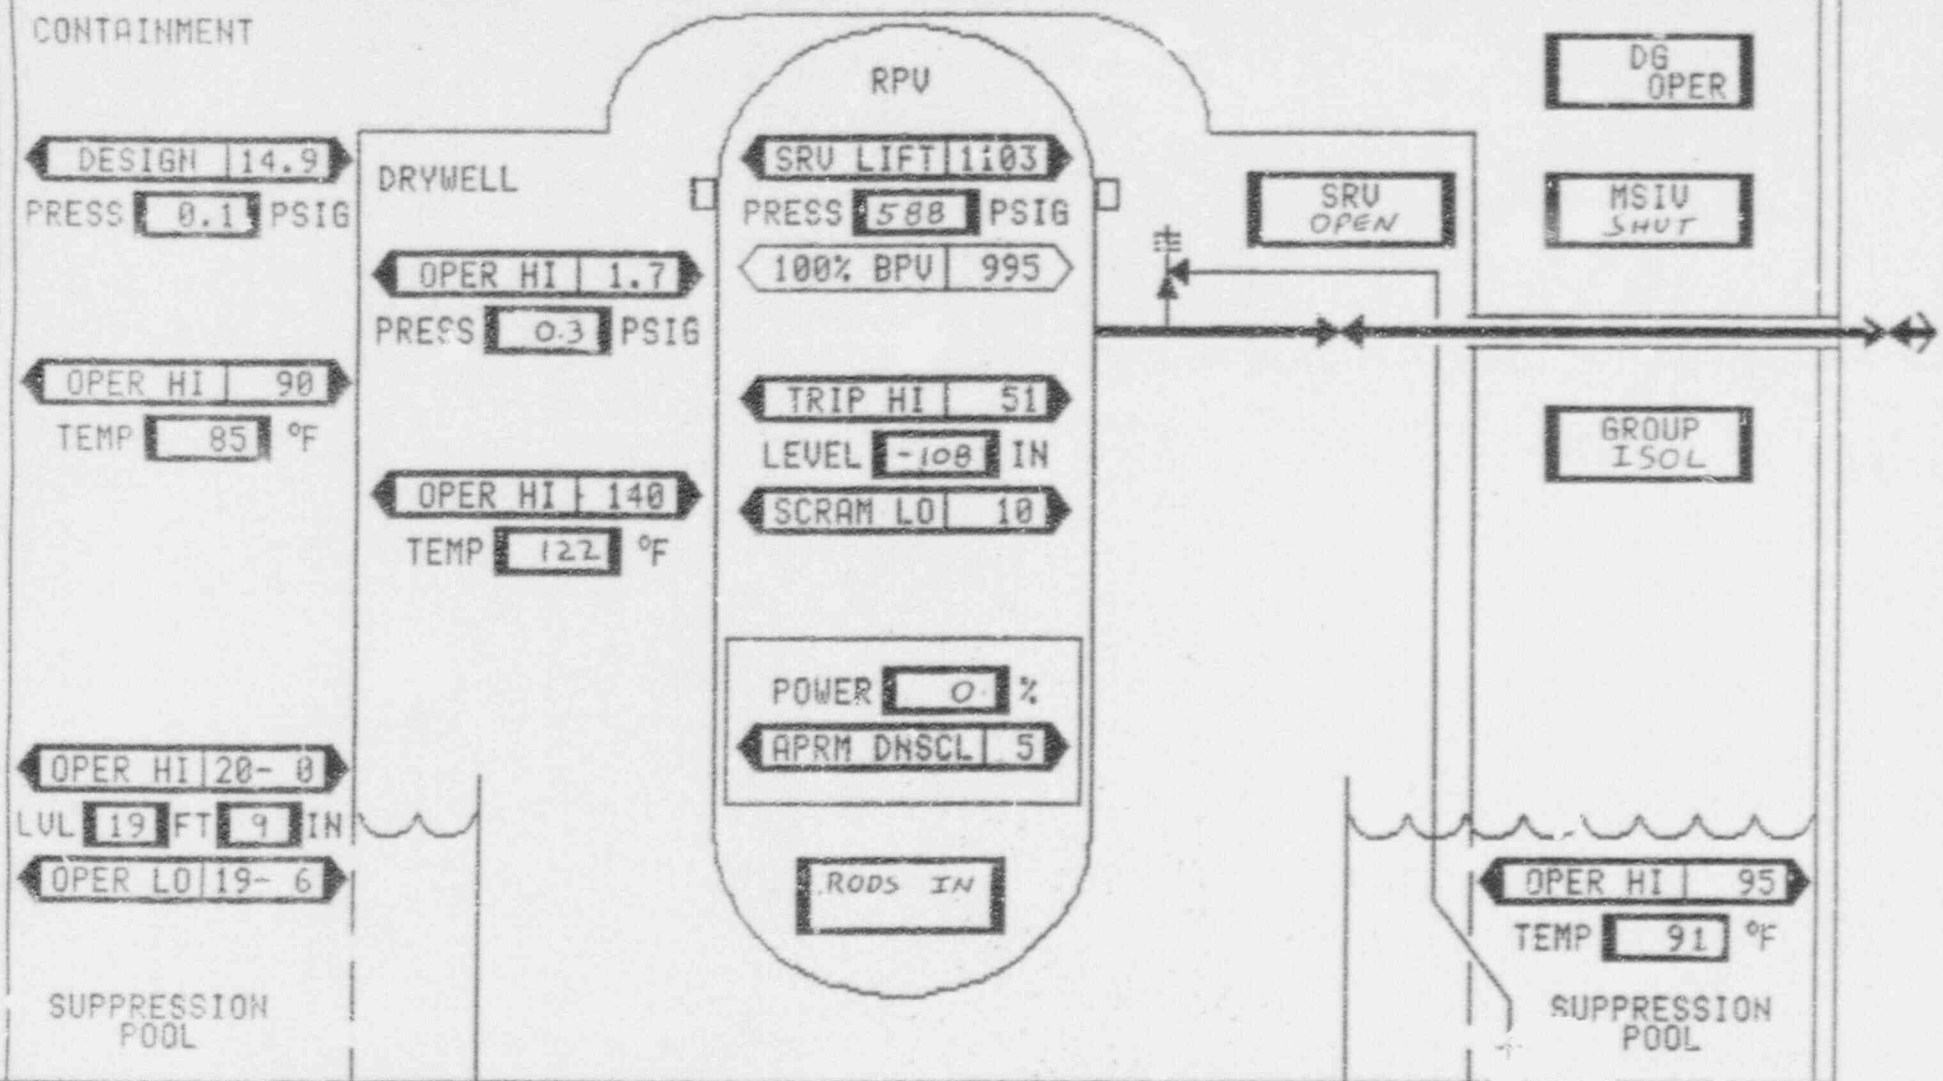 CONTAINMENT
DESIGN 14.9
PRESS 0.1 PSIG
OPER HI 90
TEMP 85 °F
OPER HI 20- 0
LVL 19 FT 9 IN
OPER LO 19- 6
SUPPRESSION
POOL
DRYWELL
OPER HI 1.7
PRESS 0.3 PSIG
OPER HI 140
TEMP 122 °F
RPV
SRV LIFT 1103
PRESS 588 PSIG
100% BPV 995
TRIP HI 51
LEVEL -108 IN
SCRAM LO 10
POWER 0 %
APRM DNSCL 5
RODS IN
SRV
OPEN
DG
OPER
MSIV
SHUT
GROUP
ISOL
OPER HI 95
TEMP 91 °F
SUPPRESSION
POOL